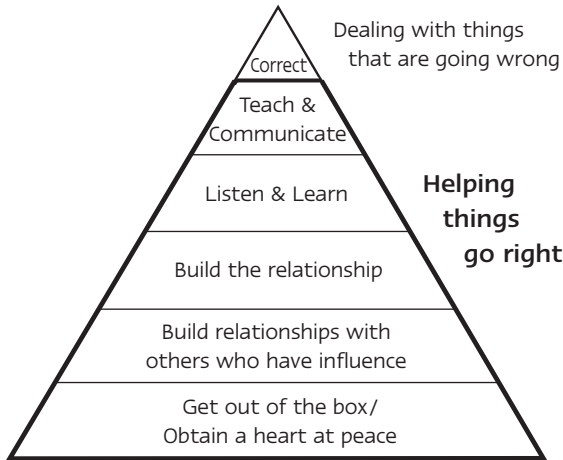 Correct
Dealing with things
that are going wrong
Teach &
Communicate
Listen & Learn
Helping
things
go right
Build the relationship
Build relationships with
others who have influence
Get out of the box/
Obtain a heart at peace